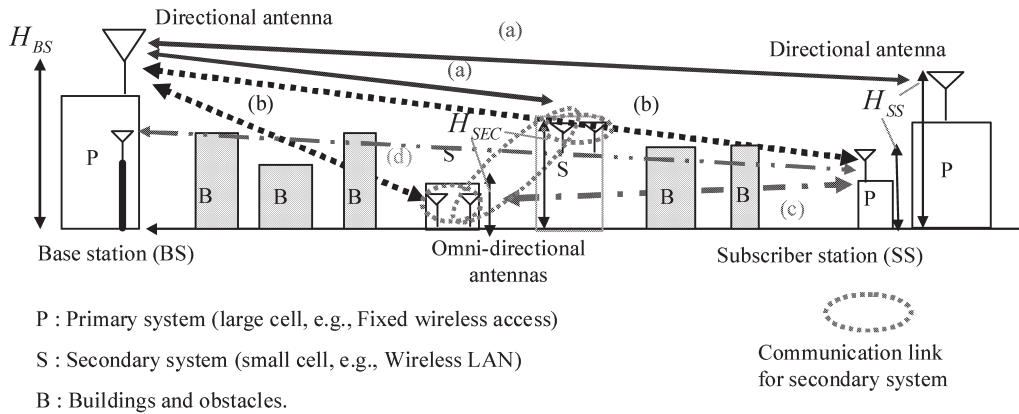 Directional antenna
(a)
H_BS
Directional antenna
(a)
(b)
(b)
H_SS
H_SEC
P
(d)
S
S
P
B
B
B
B
B
P
(c)
Base station (BS)
Omni-directional
antennas
Subscriber station (SS)
P : Primary system (large cell, e.g., Fixed wireless access)
S : Secondary system (small cell, e.g., Wireless LAN)
B : Buildings and obstacles.
Communication link
for secondary system